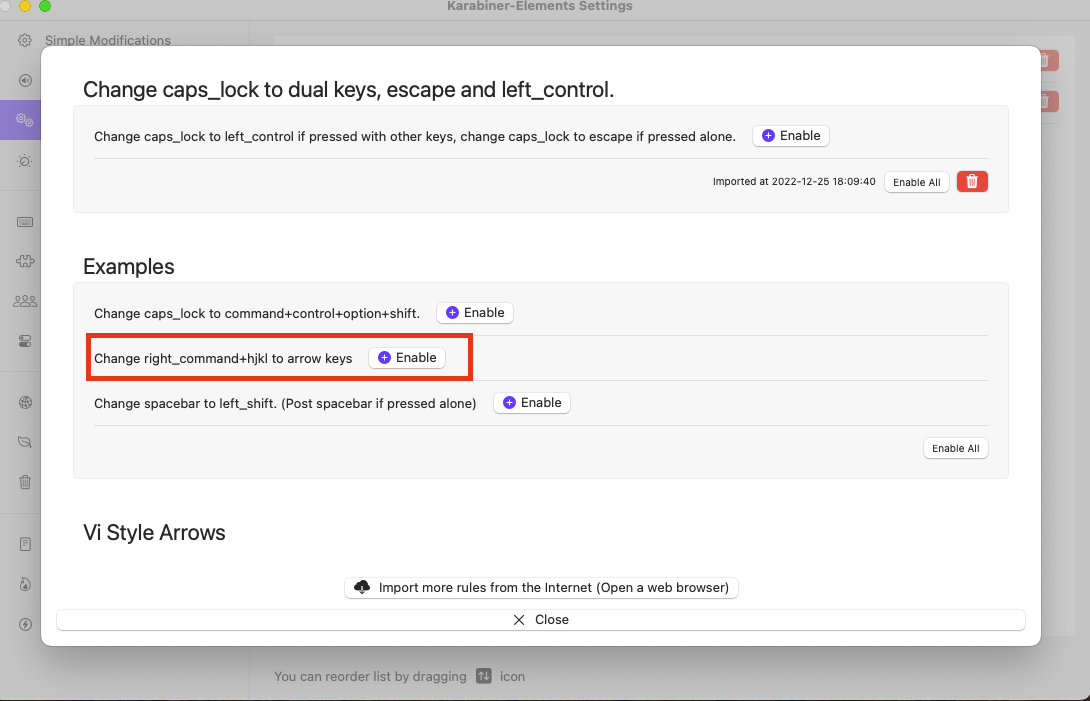 Karabiner-Elements Settings
Simple Modifications
Change caps_lock to dual keys, escape and left_control.
Change caps_lock to left_control if pressed with other keys, change caps_lock to escape if pressed alone. Enable
Imported at 2022-12-25 18:09:40 Enable All
Examples
Change caps_lock to command+control+option+shift. Enable
Change right_command+hjkl to arrow keys Enable
Change spacebar to left_shift. (Post spacebar if pressed alone) Enable
Enable All
Vi Style Arrows
Import more rules from the Internet (Open a web browser)
Close
You can reorder list by dragging icon